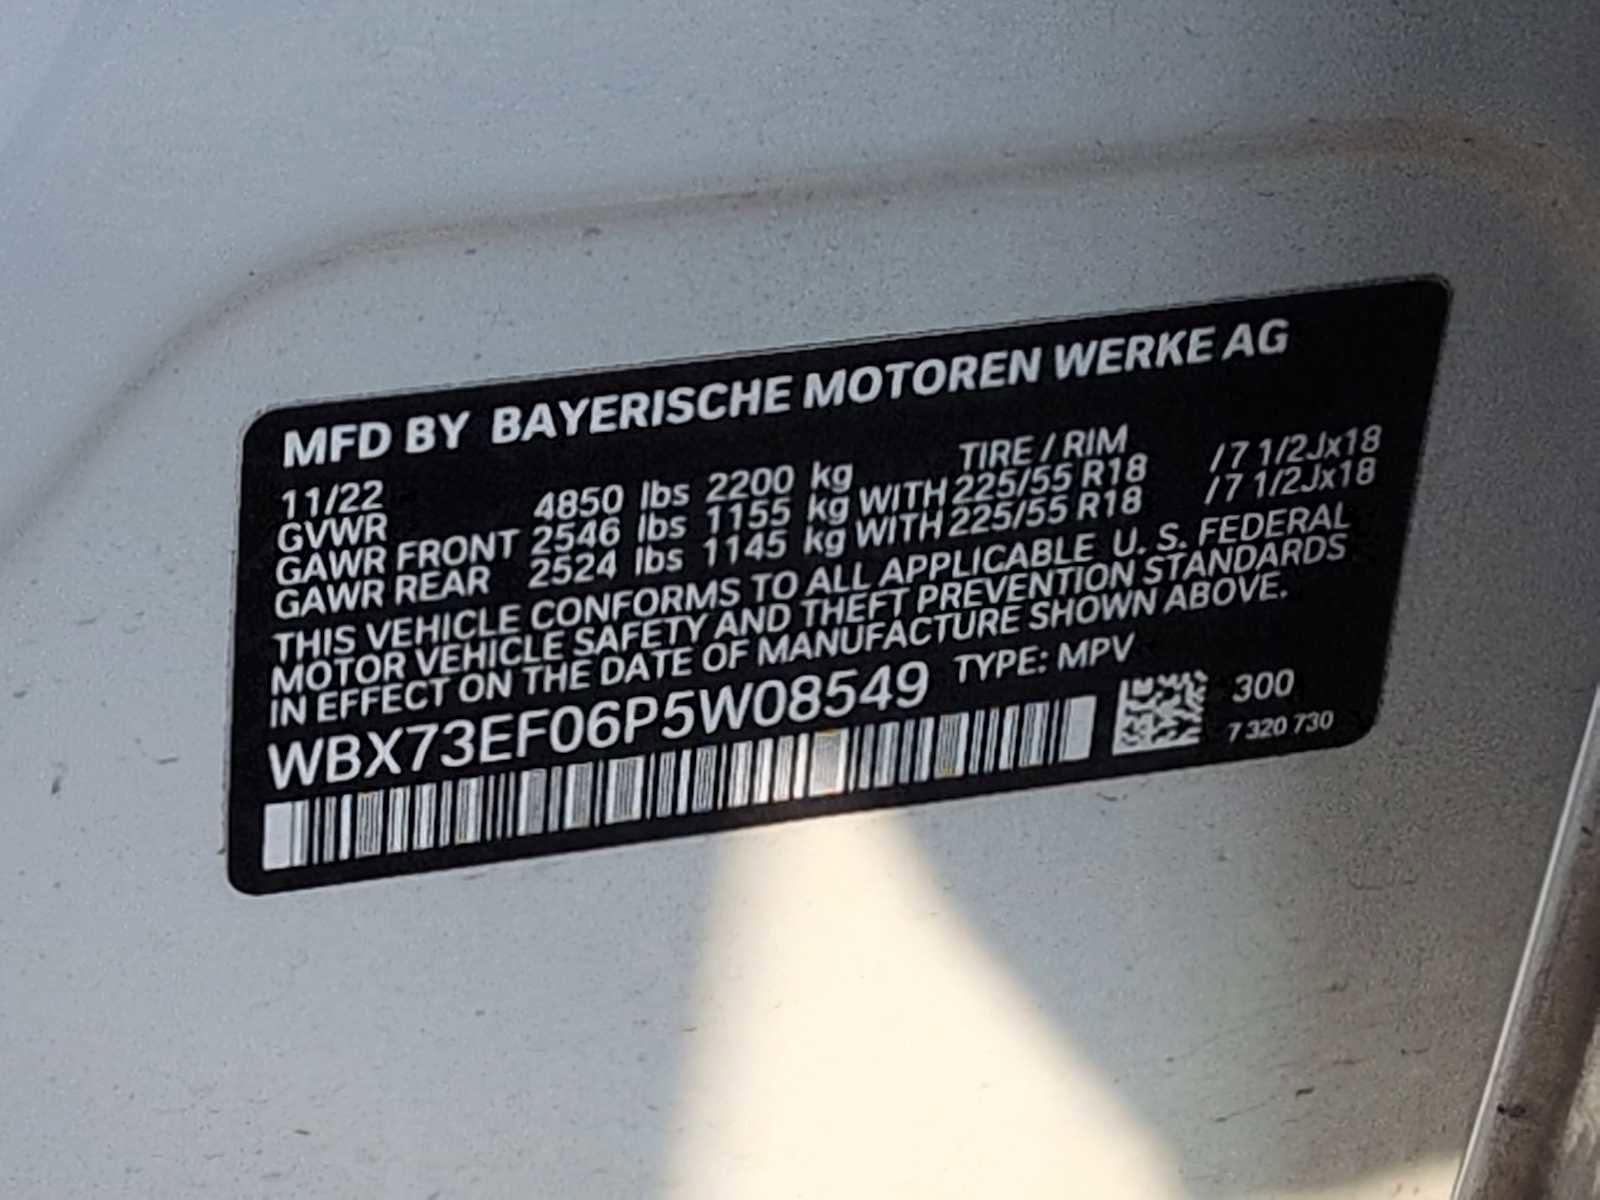 MFD BY BAYERISCHE MOTOREN WERKE AG
11/22 TIRE / RIM
GVWR 4850 lbs 2200 kg
GAWR FRONT 2546 lbs 1155 kg WITH 225/55 R18 / 7 1/2Jx18
GAWR REAR 2524 lbs 1145 kg WITH 225/55 R18 / 7 1/2Jx18
THIS VEHICLE CONFORMS TO ALL APPLICABLE U. S. FEDERAL
MOTOR VEHICLE SAFETY AND THEFT PREVENTION STANDARDS
IN EFFECT ON THE DATE OF MANUFACTURE SHOWN ABOVE.
WBX73EF06P5W08549 TYPE: MPV
300
7 320 730